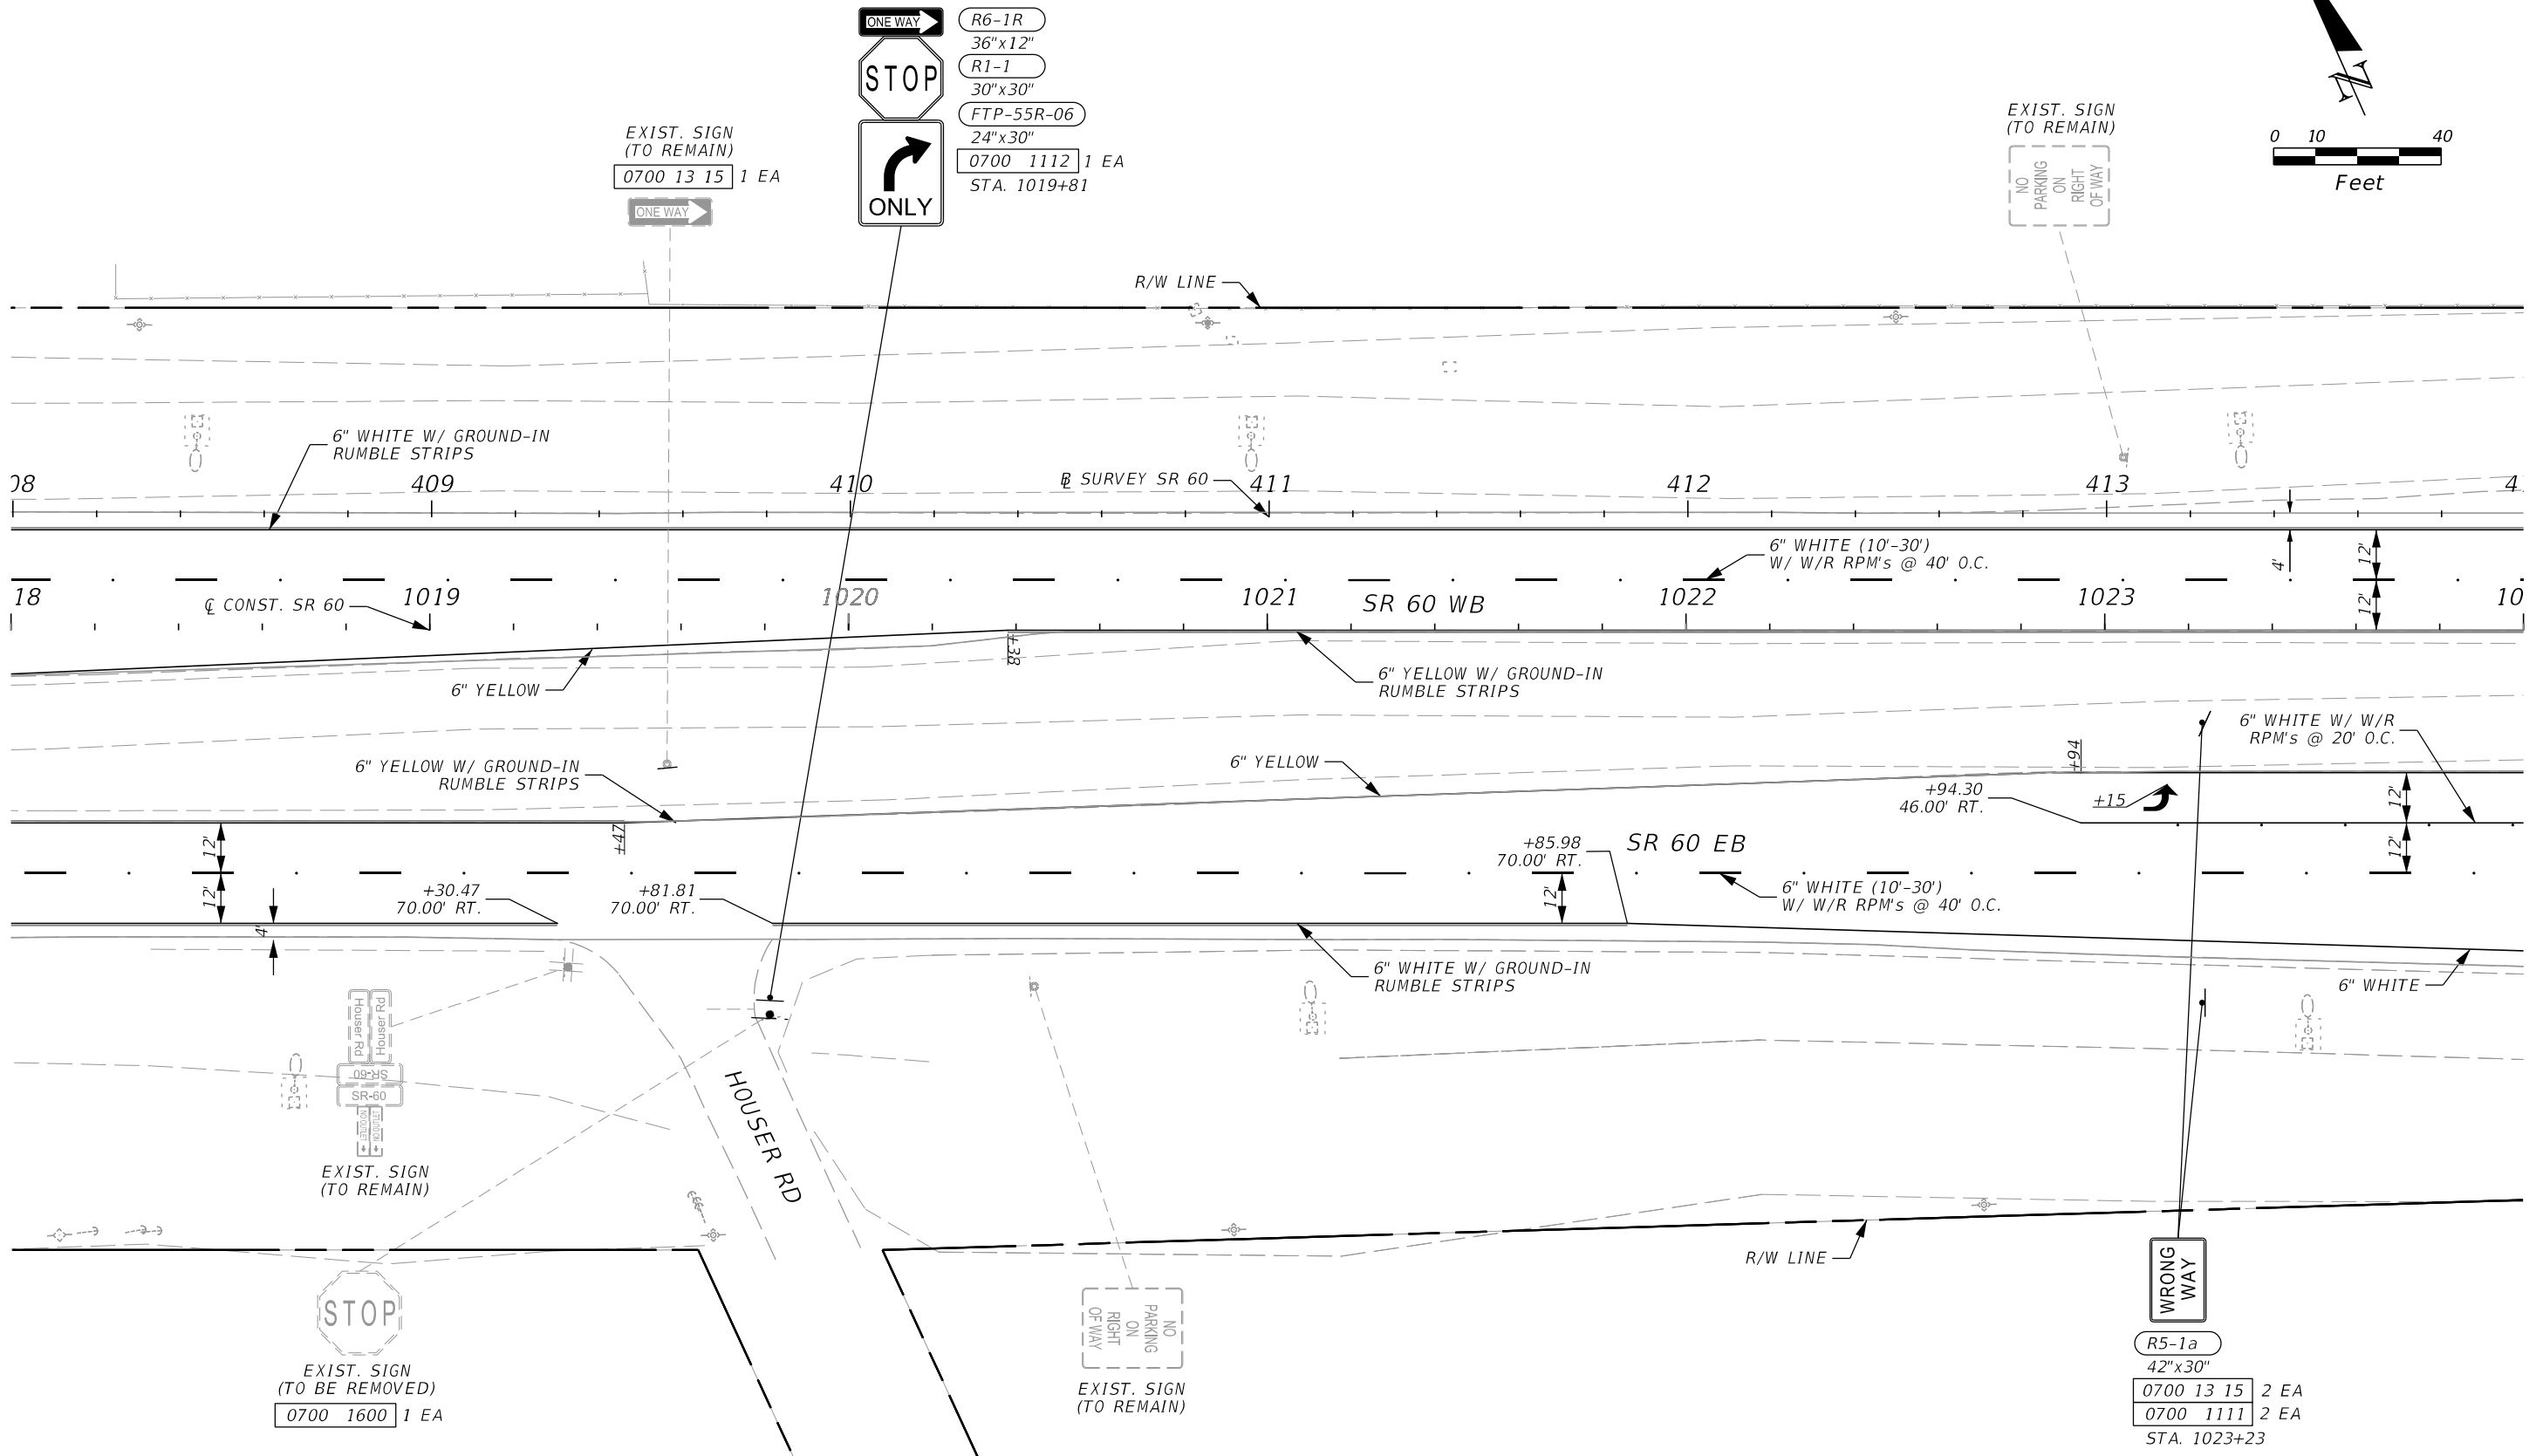 ONE WAY
R6-1R
36"x12"
STOP
R1-1
30"x30"
FTP-55R-06
24"x30"
0700 1112 1 EA
STA. 1019+81
ONLY
EXIST. SIGN
(TO REMAIN)
0700 13 15 1 EA
ONE WAY
EXIST. SIGN
(TO REMAIN)
NO
PARKING
ON
RIGHT
OF WAY
N
0 10 40
Feet
R/W LINE
6" WHITE W/ GROUND-IN
RUMBLE STRIPS
08 409 410 411 412 413
B SURVEY SR 60
6" WHITE (10'-30')
W/ W/R RPM's @ 40' O.C.
4'
12'
12'
18 1019 1020 1021 1022 1023 10
CL CONST. SR 60
SR 60 WB
6" YELLOW
+38
6" YELLOW W/ GROUND-IN
RUMBLE STRIPS
6" YELLOW W/ GROUND-IN
RUMBLE STRIPS
6" YELLOW
+94
6" WHITE W/ W/R
RPM's @ 20' O.C.
+94.30
46.00' RT.
+15
12'
12'
+47
12'
12'
4'
+30.47
70.00' RT.
+81.81
70.00' RT.
+85.98
70.00' RT.
SR 60 EB
12'
6" WHITE (10'-30')
W/ W/R RPM's @ 40' O.C.
6" WHITE W/ GROUND-IN
RUMBLE STRIPS
6" WHITE
Houser Rd
Houser Rd
SR-60
SR-60
NO OUTLET
NO OUTLET
EXIST. SIGN
(TO REMAIN)
HOUSER RD
STOP
EXIST. SIGN
(TO BE REMOVED)
0700 1600 1 EA
NO
PARKING
ON
RIGHT
OF WAY
EXIST. SIGN
(TO REMAIN)
R/W LINE
WRONG
WAY
R5-1a
42"x30"
0700 13 15 2 EA
0700 1111 2 EA
STA. 1023+23